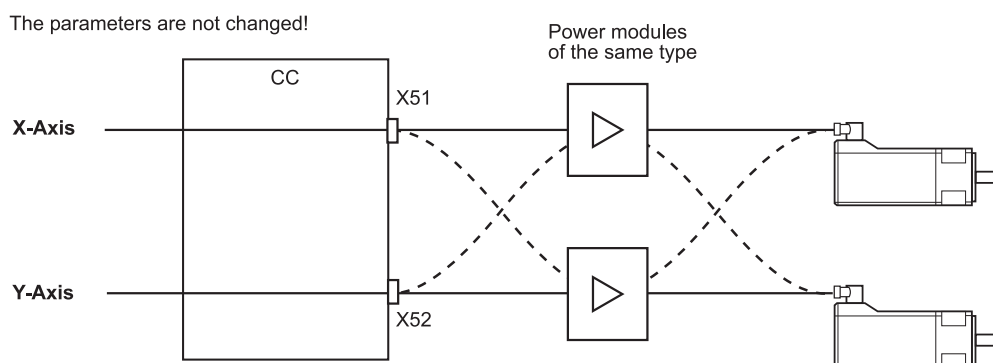 The parameters are not changed!
Power modules
of the same type
CC
X51
X-Axis
Y-Axis
X52